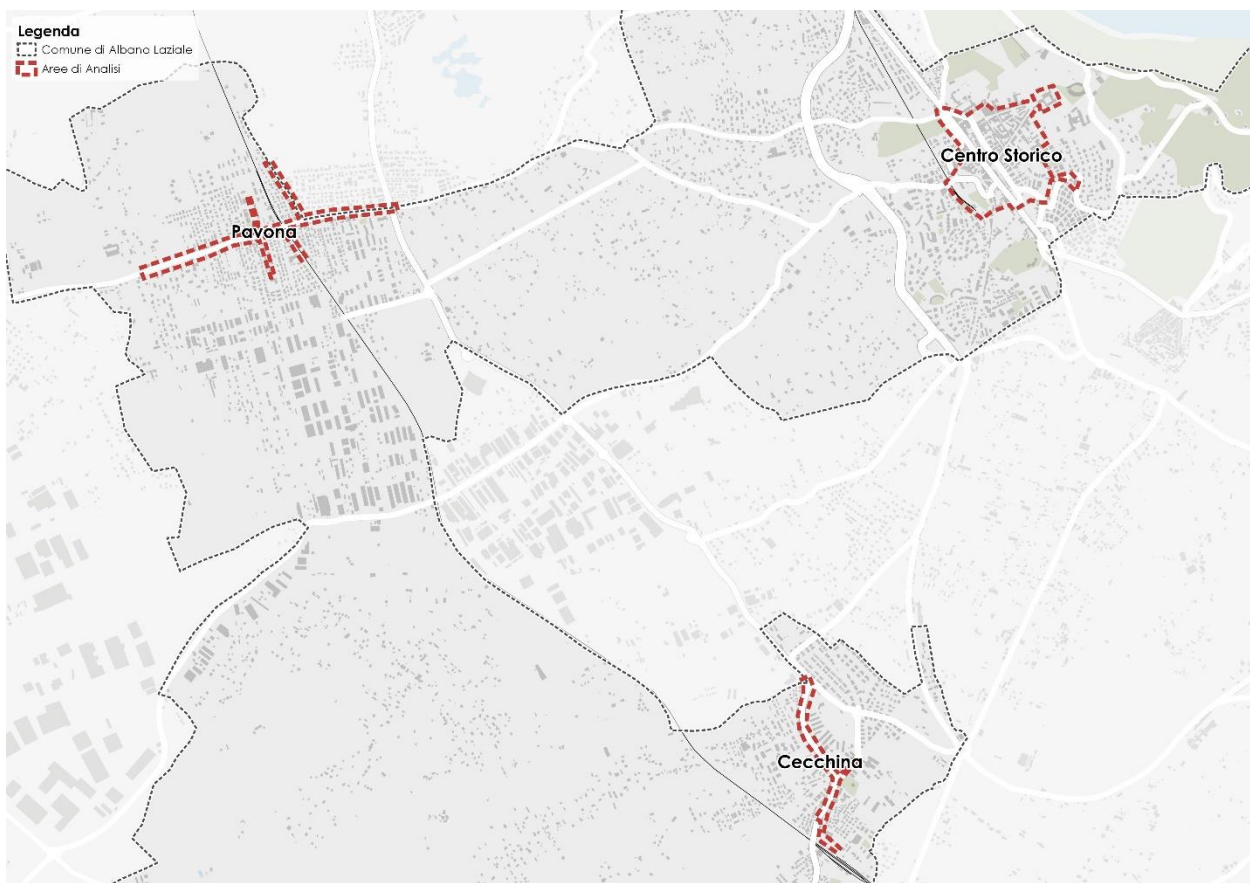 Legenda
Comune di Albano Laziale
Aree di Analisi
Centro Storico
Pavona
Cecchina